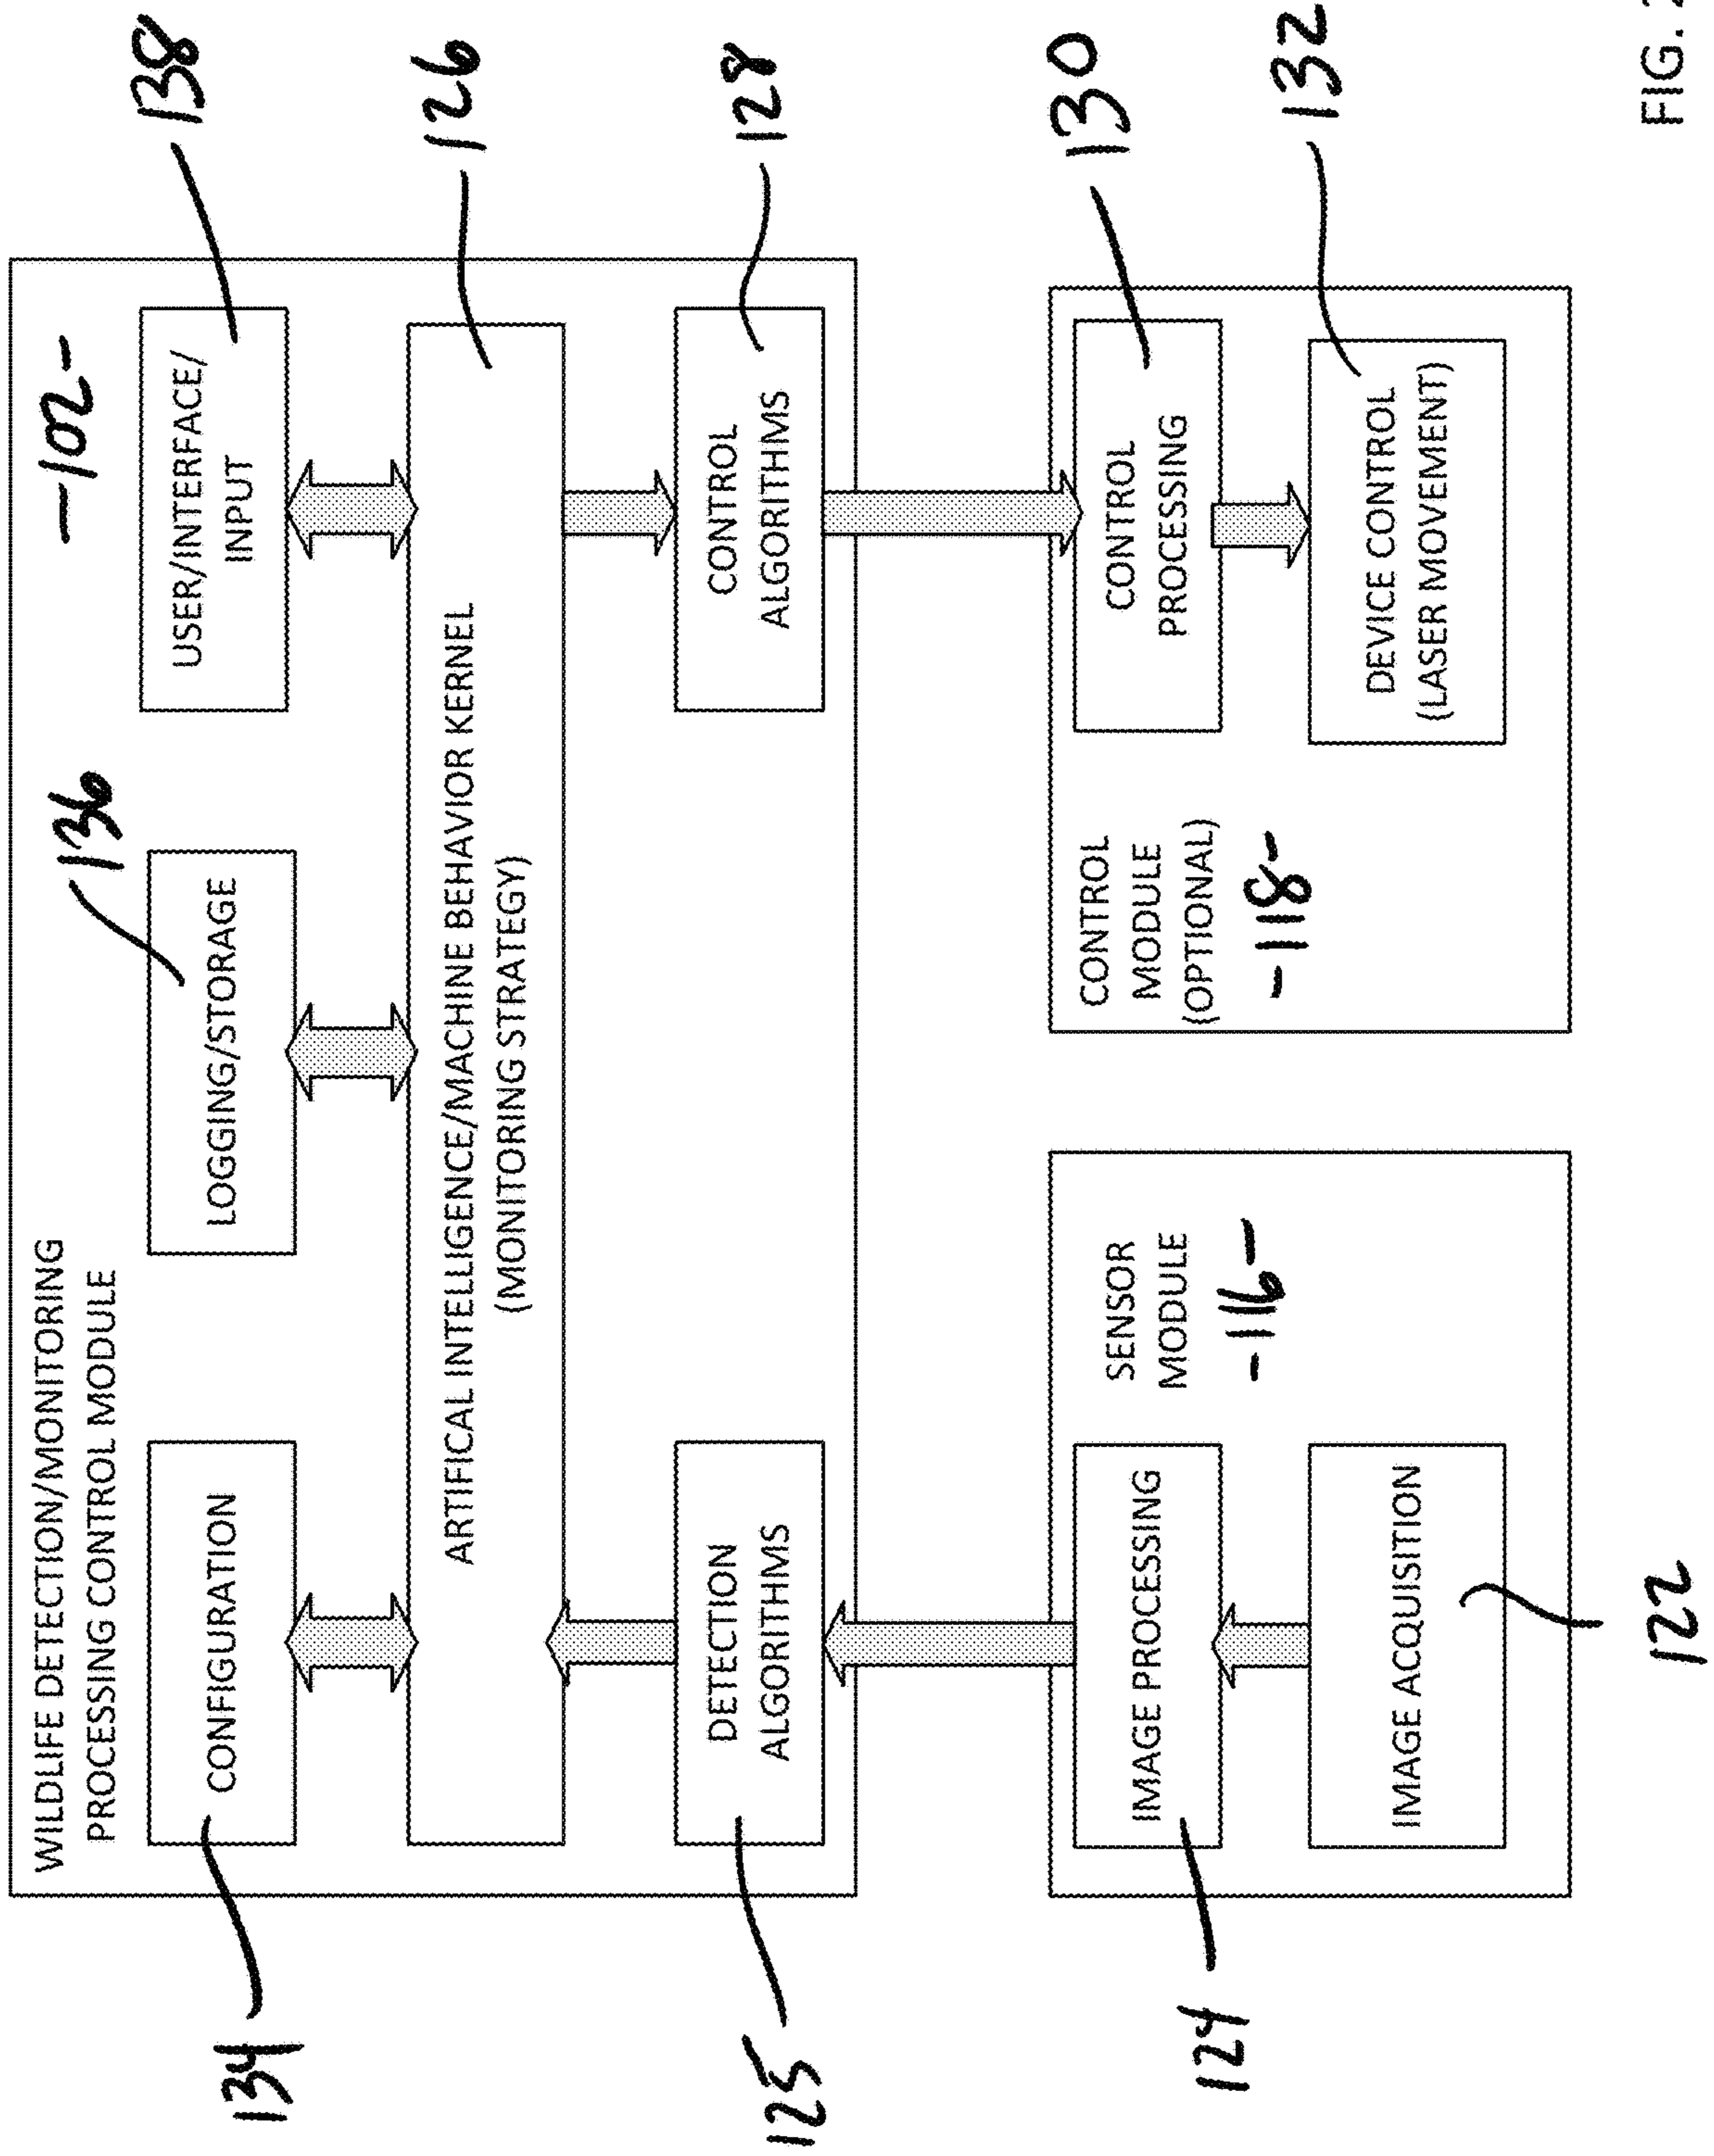 WILDLIFE DETECTION/MONITORING
PROCESSING CONTROL MODULE
-102-
138
136
134
CONFIGURATION
LOGGING/STORAGE
USER/INTERFACE/
INPUT
126
ARTIFICAL INTELLIGENCE/MACHINE BEHAVIOR KERNEL
(MONITORING STRATEGY)
125
DETECTION
ALGORITHMS
CONTROL
ALGORITHMS
128
124
IMAGE PROCESSING
SENSOR
MODULE
-116-
IMAGE ACQUISITION
122
CONTROL
MODULE
(OPTIONAL)
-118-
CONTROL
PROCESSING
130
DEVICE CONTROL
(LASER MOVEMENT)
132
FIG.